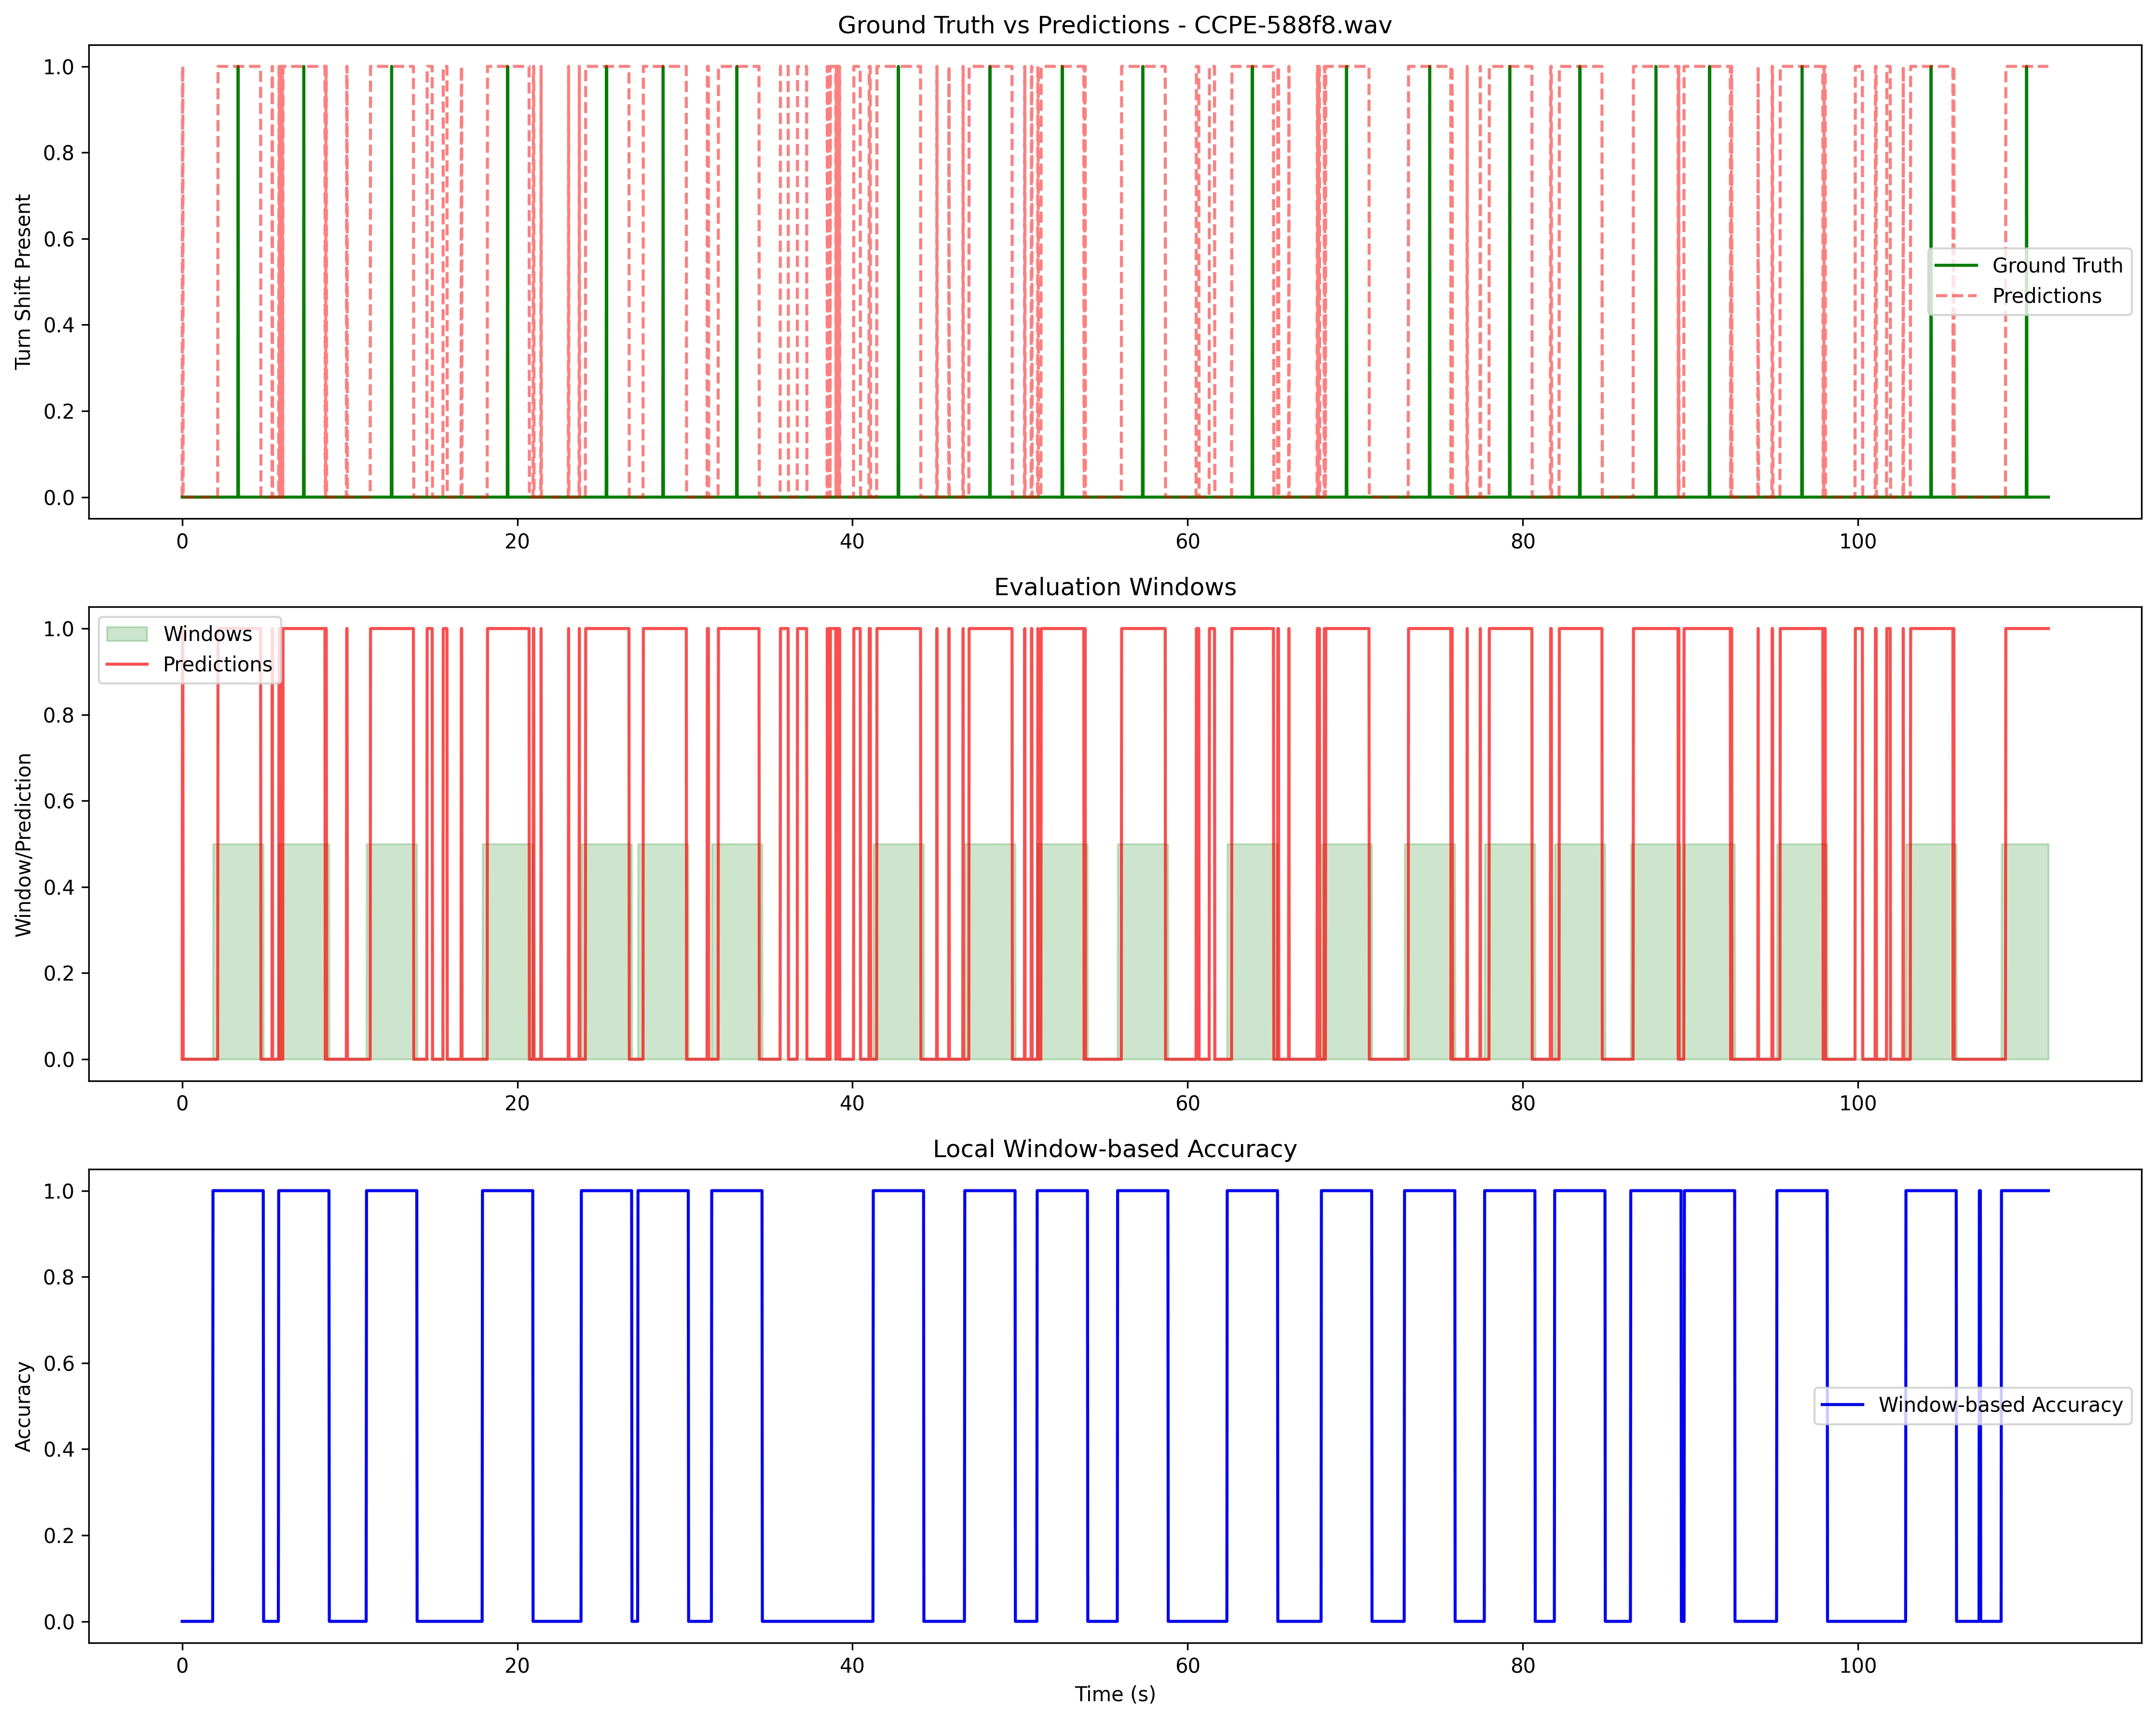 Ground Truth vs Predictions - CCPE-588f8.wav
Turn Shift Present
1.0
0.8
0.6
0.4
0.2
0.0
Ground Truth
Predictions
0 20 40 60 80 100
Evaluation Windows
Window/Prediction
1.0
0.8
0.6
0.4
0.2
0.0
Windows
Predictions
0 20 40 60 80 100
Local Window-based Accuracy
Accuracy
1.0
0.8
0.6
0.4
0.2
0.0
Window-based Accuracy
0 20 40 60 80 100
Time (s)